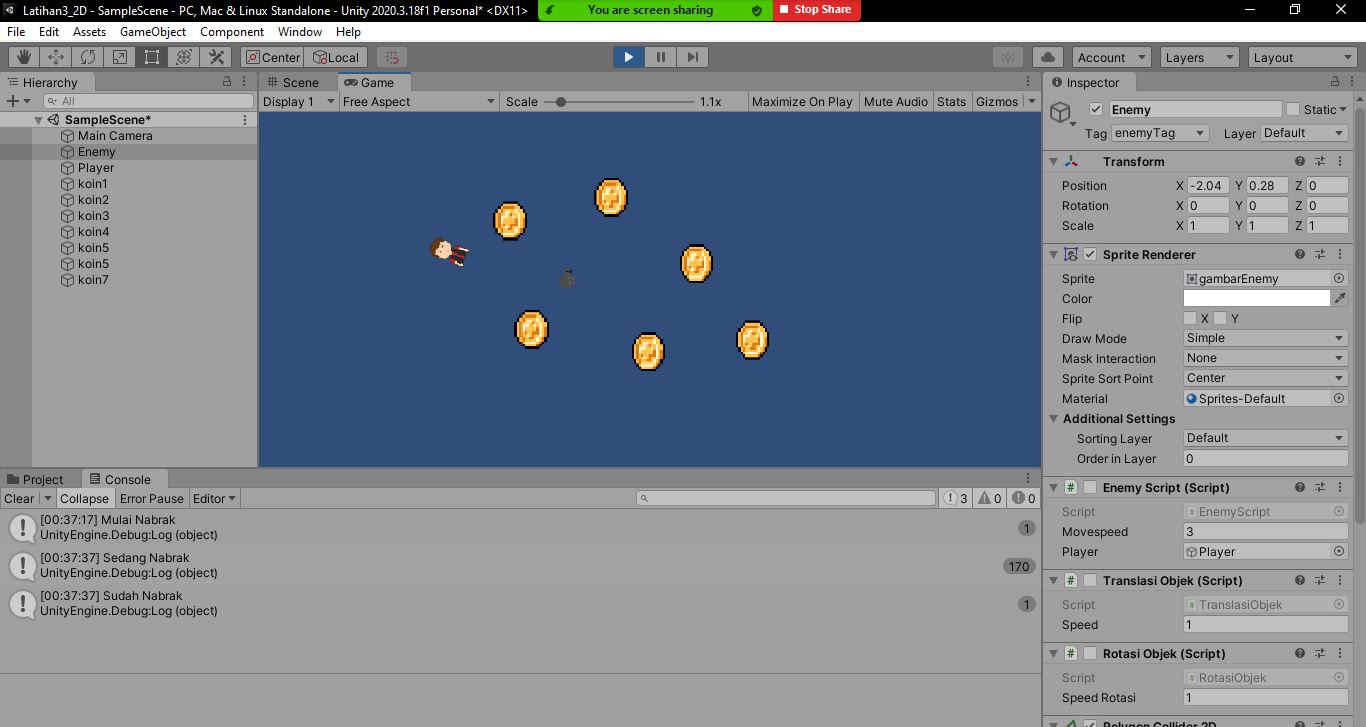 Latihan3_2D - SampleScene - PC, Mac & Linux Standalone - Unity 2020.3.18f1 Personal* <DX11>
You are screen sharing
Stop Share
File Edit Assets GameObject Component Window Help
Center Local
Account Layers Layout
Hierarchy
All
SampleScene*
Main Camera
Enemy
Player
koin1
koin2
koin3
koin4
koin5
koin5
koin7
Scene Game
Display 1 Free Aspect Scale 1.1x Maximize On Play Mute Audio Stats Gizmos
Project Console
Clear Collapse Error Pause Editor 3 0 0
[00:37:17] Mulai Nabrak
UnityEngine.Debug:Log (object)
1
[00:37:37] Sedang Nabrak
UnityEngine.Debug:Log (object)
170
[00:37:37] Sudah Nabrak
UnityEngine.Debug:Log (object)
1
Inspector
Enemy Static
Tag enemyTag Layer Default
Transform
Position X -2.04 Y 0.28 Z 0
Rotation X 0 Y 0 Z 0
Scale X 1 Y 1 Z 1
Sprite Renderer
Sprite gambarEnemy
Color
Flip X Y
Draw Mode Simple
Mask Interaction None
Sprite Sort Point Center
Material Sprites-Default
Additional Settings
Sorting Layer Default
Order in Layer 0
Enemy Script (Script)
Script EnemyScript
Movespeed 3
Player Player
Translasi Objek (Script)
Script TranslasiObjek
Speed 1
Rotasi Objek (Script)
Script RotasiObjek
Speed Rotasi 1
Polygon Collider 2D